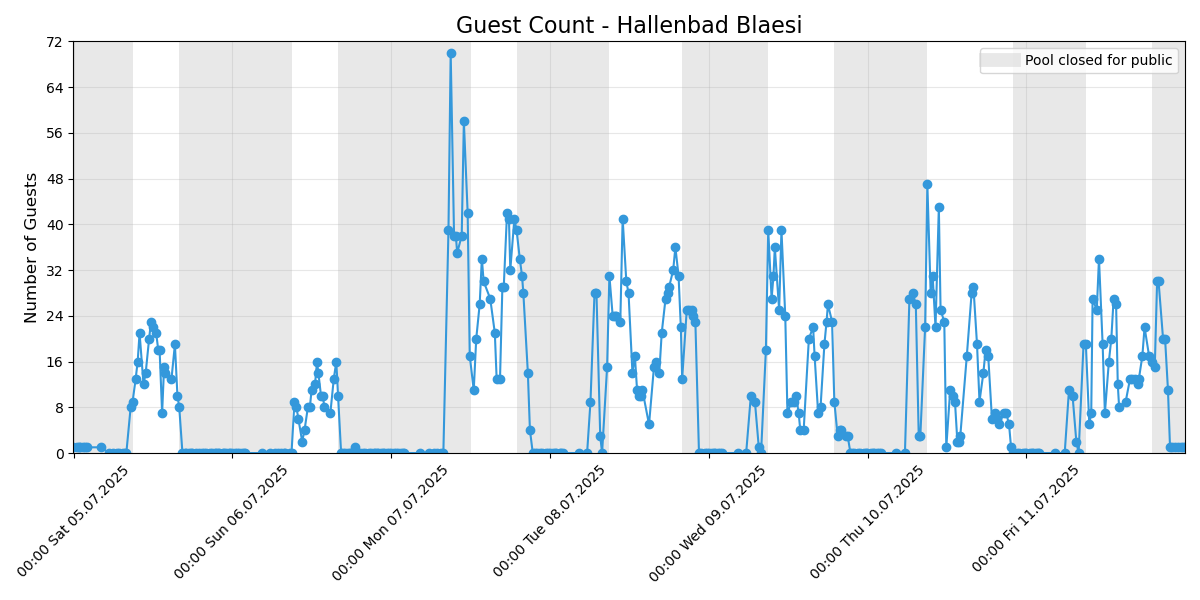 Guest Count - Hallenbad Blaesi
Pool closed for public
Number of Guests
72
64
56
48
40
32
24
16
8
0
00:00 Sat 05.07.2025
00:00 Sun 06.07.2025
00:00 Mon 07.07.2025
00:00 Tue 08.07.2025
00:00 Wed 09.07.2025
00:00 Thu 10.07.2025
00:00 Fri 11.07.2025